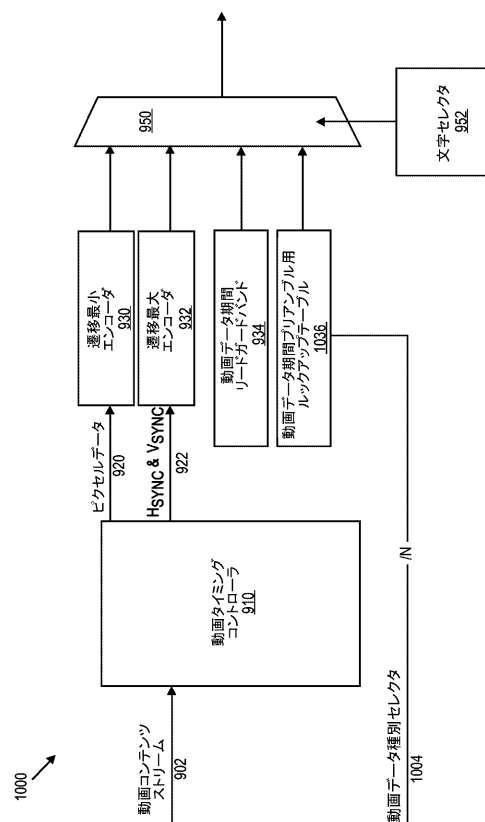 1000
動画コンテンツ
ストリーム
902
動画タイミング
コントローラ
910
ピクセルデータ
920
HSYNC & VSYNC
922
遷移最小
エンコーダ
930
遷移最大
エンコーダ
932
動画データ期間
リードガードバンド
934
動画データ期間プリアンブル用
ルックアップテーブル
1036
950
文字セレクタ
952
動画データ種別セレクタ
1004
/N